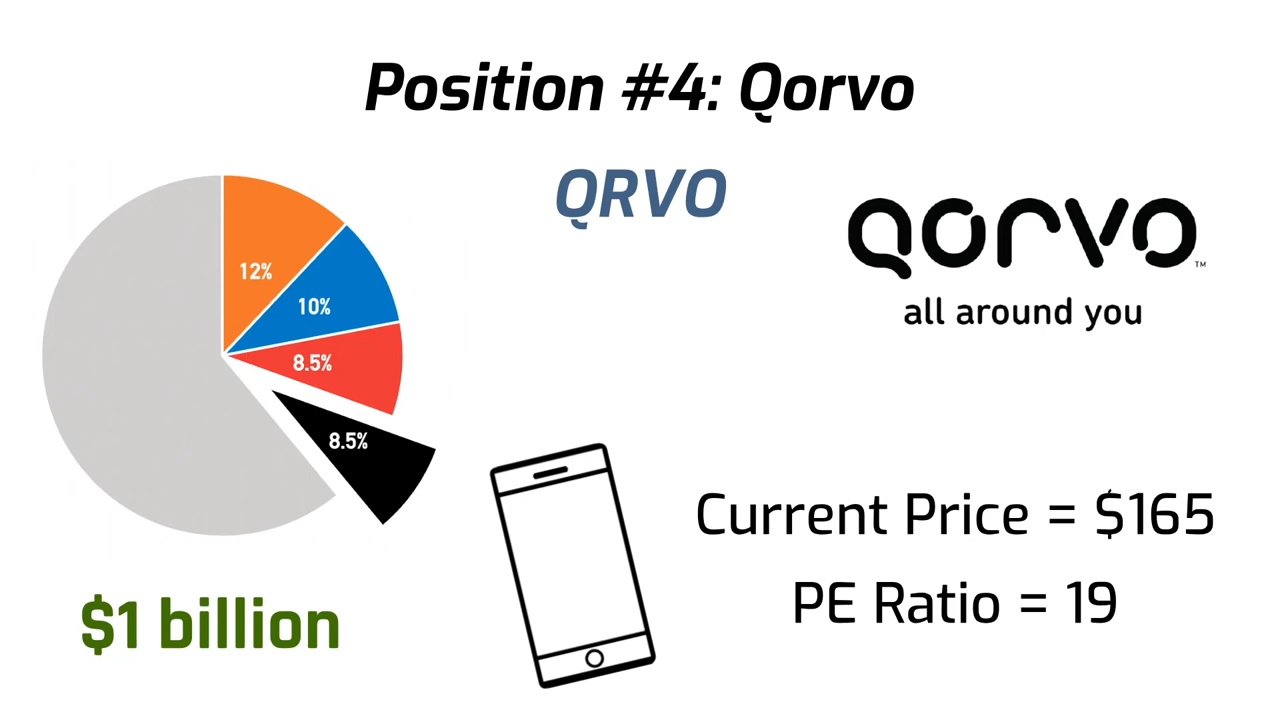 Position #4: Qorvo
QRVO
12%
10%
8.5%
8.5%
Qorvo
TM
all around you
$1 billion
Current Price = $165
PE Ratio = 19